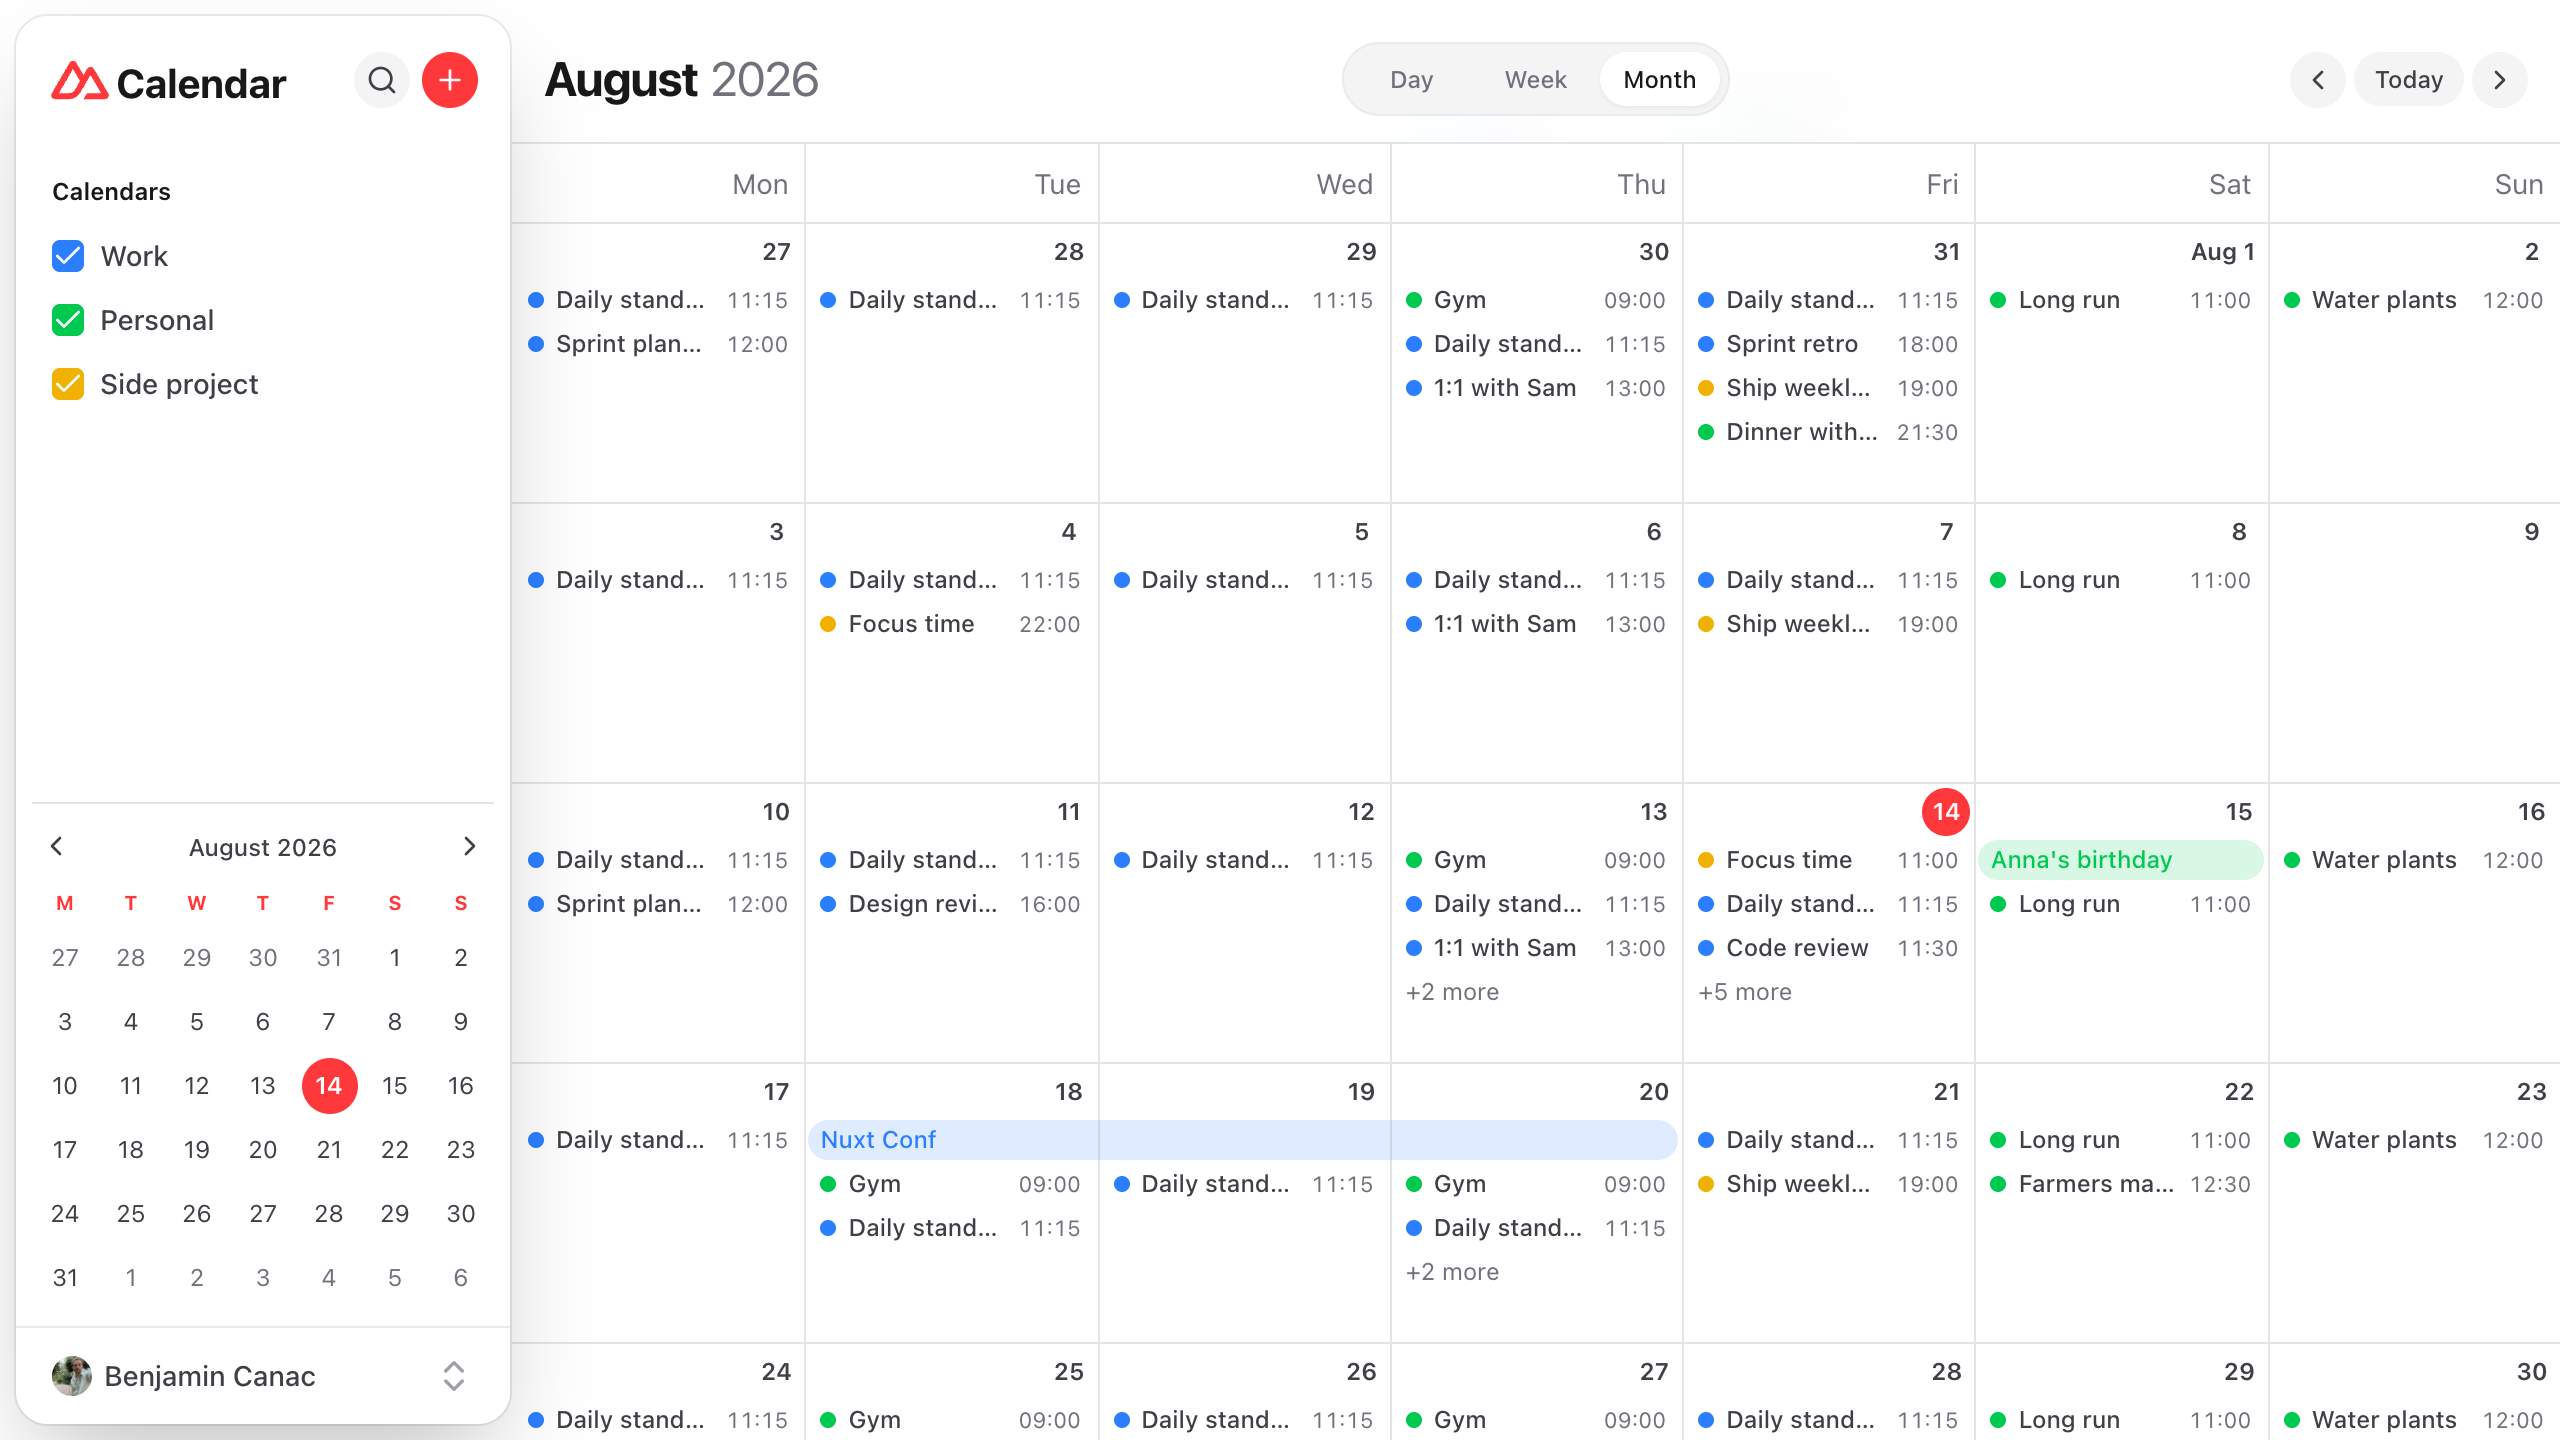 Calendar
Calendars
Work
Personal
Side project
August 2026
M T W T F S S
27 28 29 30 31 1 2
3 4 5 6 7 8 9
10 11 12 13 14 15 16
17 18 19 20 21 22 23
24 25 26 27 28 29 30
31 1 2 3 4 5 6
Benjamin Canac
August 2026
Day Week Month
Today
Mon Tue Wed Thu Fri Sat Sun
27
Daily stand... 11:15
Sprint plan... 12:00
28
Daily stand... 11:15
29
Daily stand... 11:15
30
Gym 09:00
Daily stand... 11:15
1:1 with Sam 13:00
31
Daily stand... 11:15
Sprint retro 18:00
Ship weekl... 19:00
Dinner with... 21:30
Aug 1
Long run 11:00
2
Water plants 12:00
3
Daily stand... 11:15
4
Daily stand... 11:15
Focus time 22:00
5
Daily stand... 11:15
6
Daily stand... 11:15
1:1 with Sam 13:00
7
Daily stand... 11:15
Ship weekl... 19:00
8
Long run 11:00
9
10
Daily stand... 11:15
Sprint plan... 12:00
11
Daily stand... 11:15
Design revi... 16:00
12
Daily stand... 11:15
13
Gym 09:00
Daily stand... 11:15
1:1 with Sam 13:00
+2 more
14
Focus time 11:00
Daily stand... 11:15
Code review 11:30
+5 more
15
Anna's birthday
Long run 11:00
16
Water plants 12:00
17
Daily stand... 11:15
18
Nuxt Conf
Gym 09:00
Daily stand... 11:15
19
Daily stand... 11:15
20
Gym 09:00
Daily stand... 11:15
+2 more
21
Daily stand... 11:15
Ship weekl... 19:00
22
Long run 11:00
Farmers ma... 12:30
23
Water plants 12:00
24
Daily stand... 11:15
25
Gym 09:00
26
Daily stand... 11:15
27
Gym 09:00
28
Daily stand... 11:15
29
Long run 11:00
30
Water plants 12:00